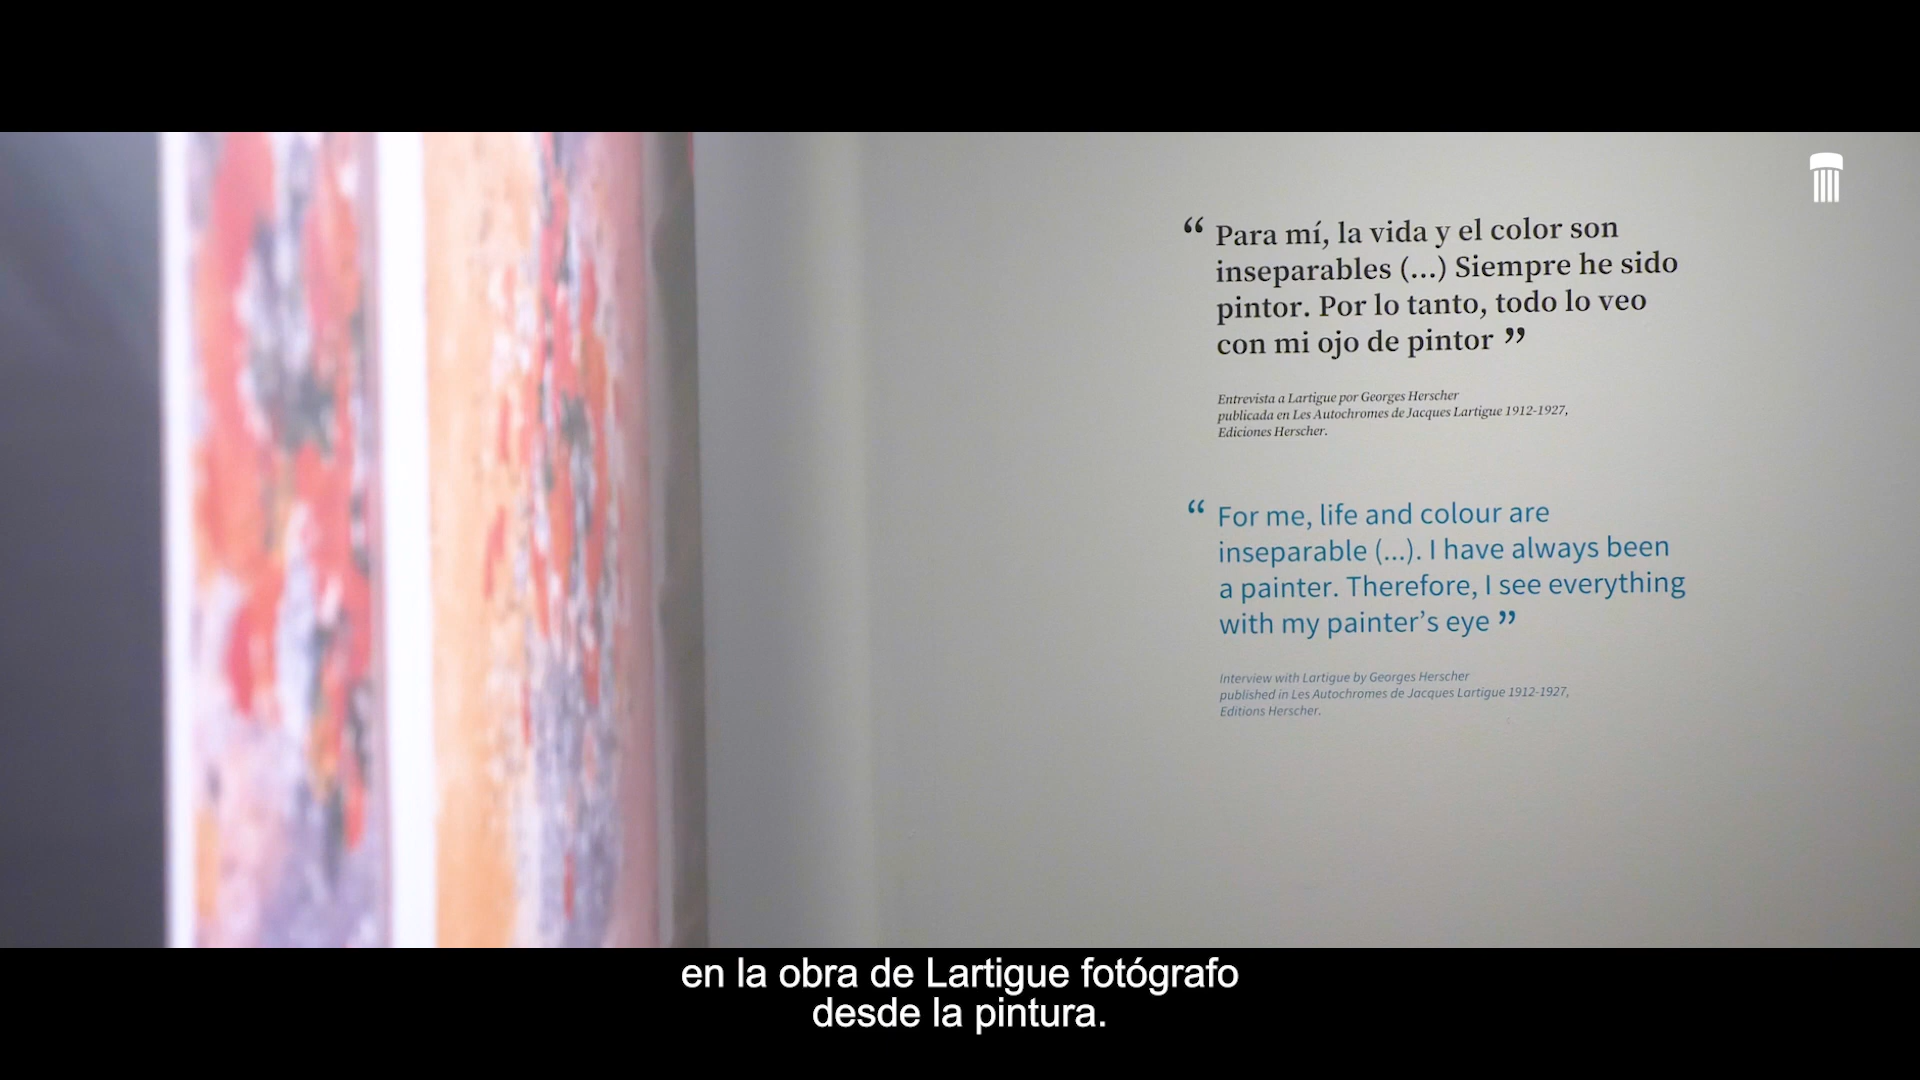 “ Para mí, la vida y el color son
inseparables (...) Siempre he sido
pintor. Por lo tanto, todo lo veo
con mi ojo de pintor ”
Entrevista a Lartigue por Georges Herscher
publicada en Les Autochromes de Jacques Lartigue 1912-1927,
Ediciones Herscher.
“ For me, life and colour are
inseparable (...). I have always been
a painter. Therefore, I see everything
with my painter’s eye ”
Interview with Lartigue by Georges Herscher
published in Les Autochromes de Jacques Lartigue 1912-1927,
Editions Herscher.
en la obra de Lartigue fotógrafo
desde la pintura.